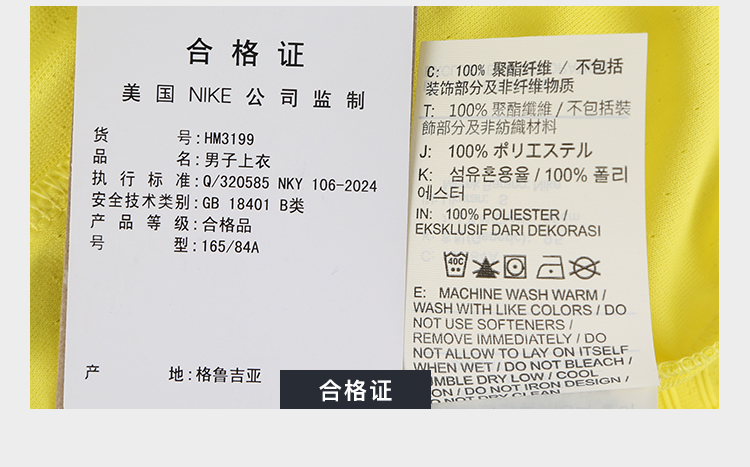 合格证
美国 NIKE 公司监制
货号:HM3199
品名:男子上衣
执行标准:Q/320585 NKY 106-2024
安全技术类别:GB 18401 B类
产品等级:合格品
号型:165/84A
产地:格鲁吉亚
合格证
C: 100% 聚酯纤维 / 不包括
装饰部分及非纤维物质
T: 100% 聚酯纖維 / 不包括裝
飾部分及非紡織材料
J: 100% ポリエステル
K: 섬유혼용율 / 100% 폴리
에스터
IN: 100% POLIESTER /
EKSKLUSIF DARI DEKORASI
40C
E: MACHINE WASH WARM /
WASH WITH LIKE COLORS / DO
NOT USE SOFTENERS /
REMOVE IMMEDIATELY / DO
NOT ALLOW TO LAY ON ITSELF
WHEN WET / DO NOT BLEACH /
TUMBLE DRY LOW / COOL
/ DO NOT IRON DESIGN /
DO NOT DRY CLEAN